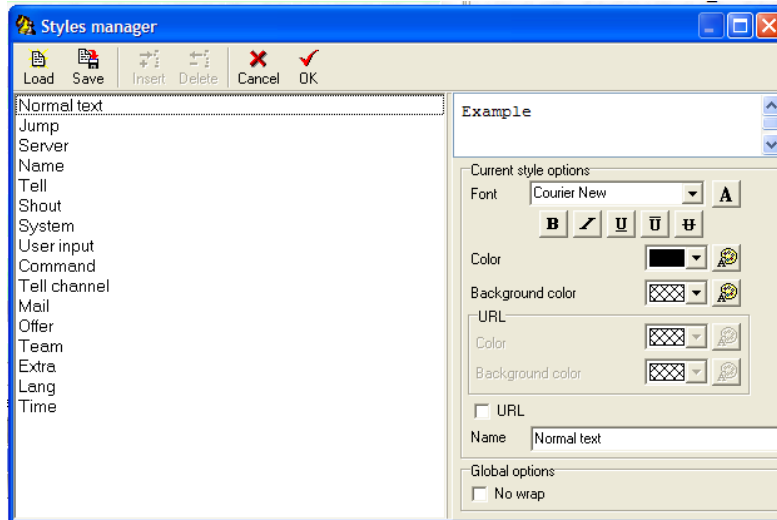 Styles manager
Load Save Insert Delete Cancel OK
Normal text
Jump
Server
Name
Tell
Shout
System
User input
Command
Tell channel
Mail
Offer
Team
Extra
Lang
Time
Example
Current style options
Font Courier New A
B I U U U
Color
Background color
URL
Color
Background color
URL
Name Normal text
Global options
No wrap